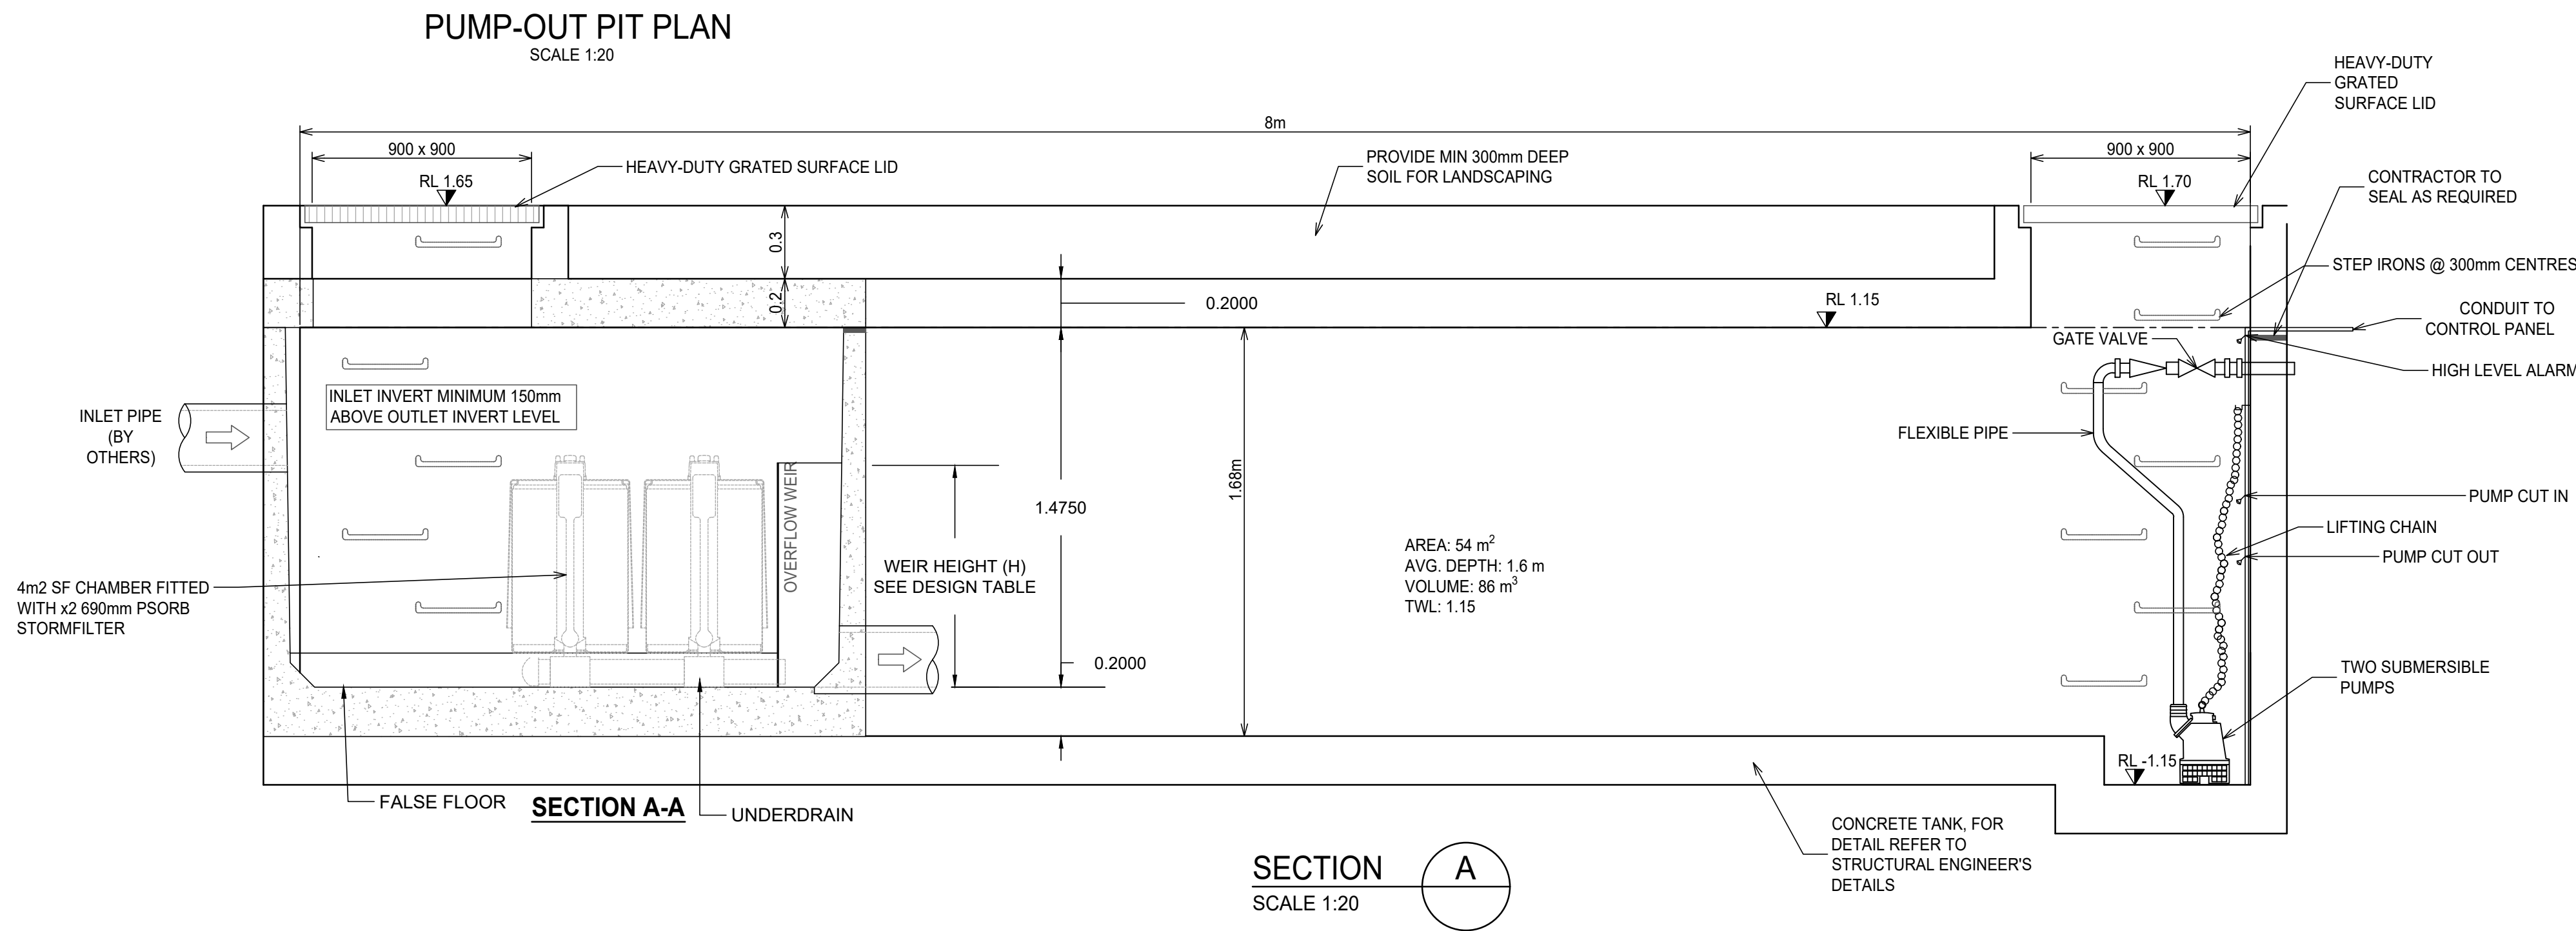 PUMP-OUT PIT PLAN
SCALE 1:20
HEAVY-DUTY
GRATED
SURFACE LID
8m
900 x 900
HEAVY-DUTY GRATED SURFACE LID
PROVIDE MIN 300mm DEEP
SOIL FOR LANDSCAPING
900 x 900
RL 1.65
RL 1.70
CONTRACTOR TO
SEAL AS REQUIRED
0.3
STEP IRONS @ 300mm CENTRES
0.2
0.2000
RL 1.15
CONDUIT TO
CONTROL PANEL
GATE VALVE
HIGH LEVEL ALARM
INLET INVERT MINIMUM 150mm
ABOVE OUTLET INVERT LEVEL
INLET PIPE
(BY
OTHERS)
FLEXIBLE PIPE
OVERFLOW WEIR
1.4750
1.68m
PUMP CUT IN
LIFTING CHAIN
PUMP CUT OUT
WEIR HEIGHT (H)
SEE DESIGN TABLE
AREA: 54 m²
AVG. DEPTH: 1.6 m
VOLUME: 86 m³
TWL: 1.15
4m2 SF CHAMBER FITTED
WITH x2 690mm PSORB
STORMFILTER
0.2000
TWO SUBMERSIBLE
PUMPS
RL -1.15
FALSE FLOOR
SECTION A-A
UNDERDRAIN
CONCRETE TANK, FOR
DETAIL REFER TO
STRUCTURAL ENGINEER'S
DETAILS
SECTION
A
SCALE 1:20